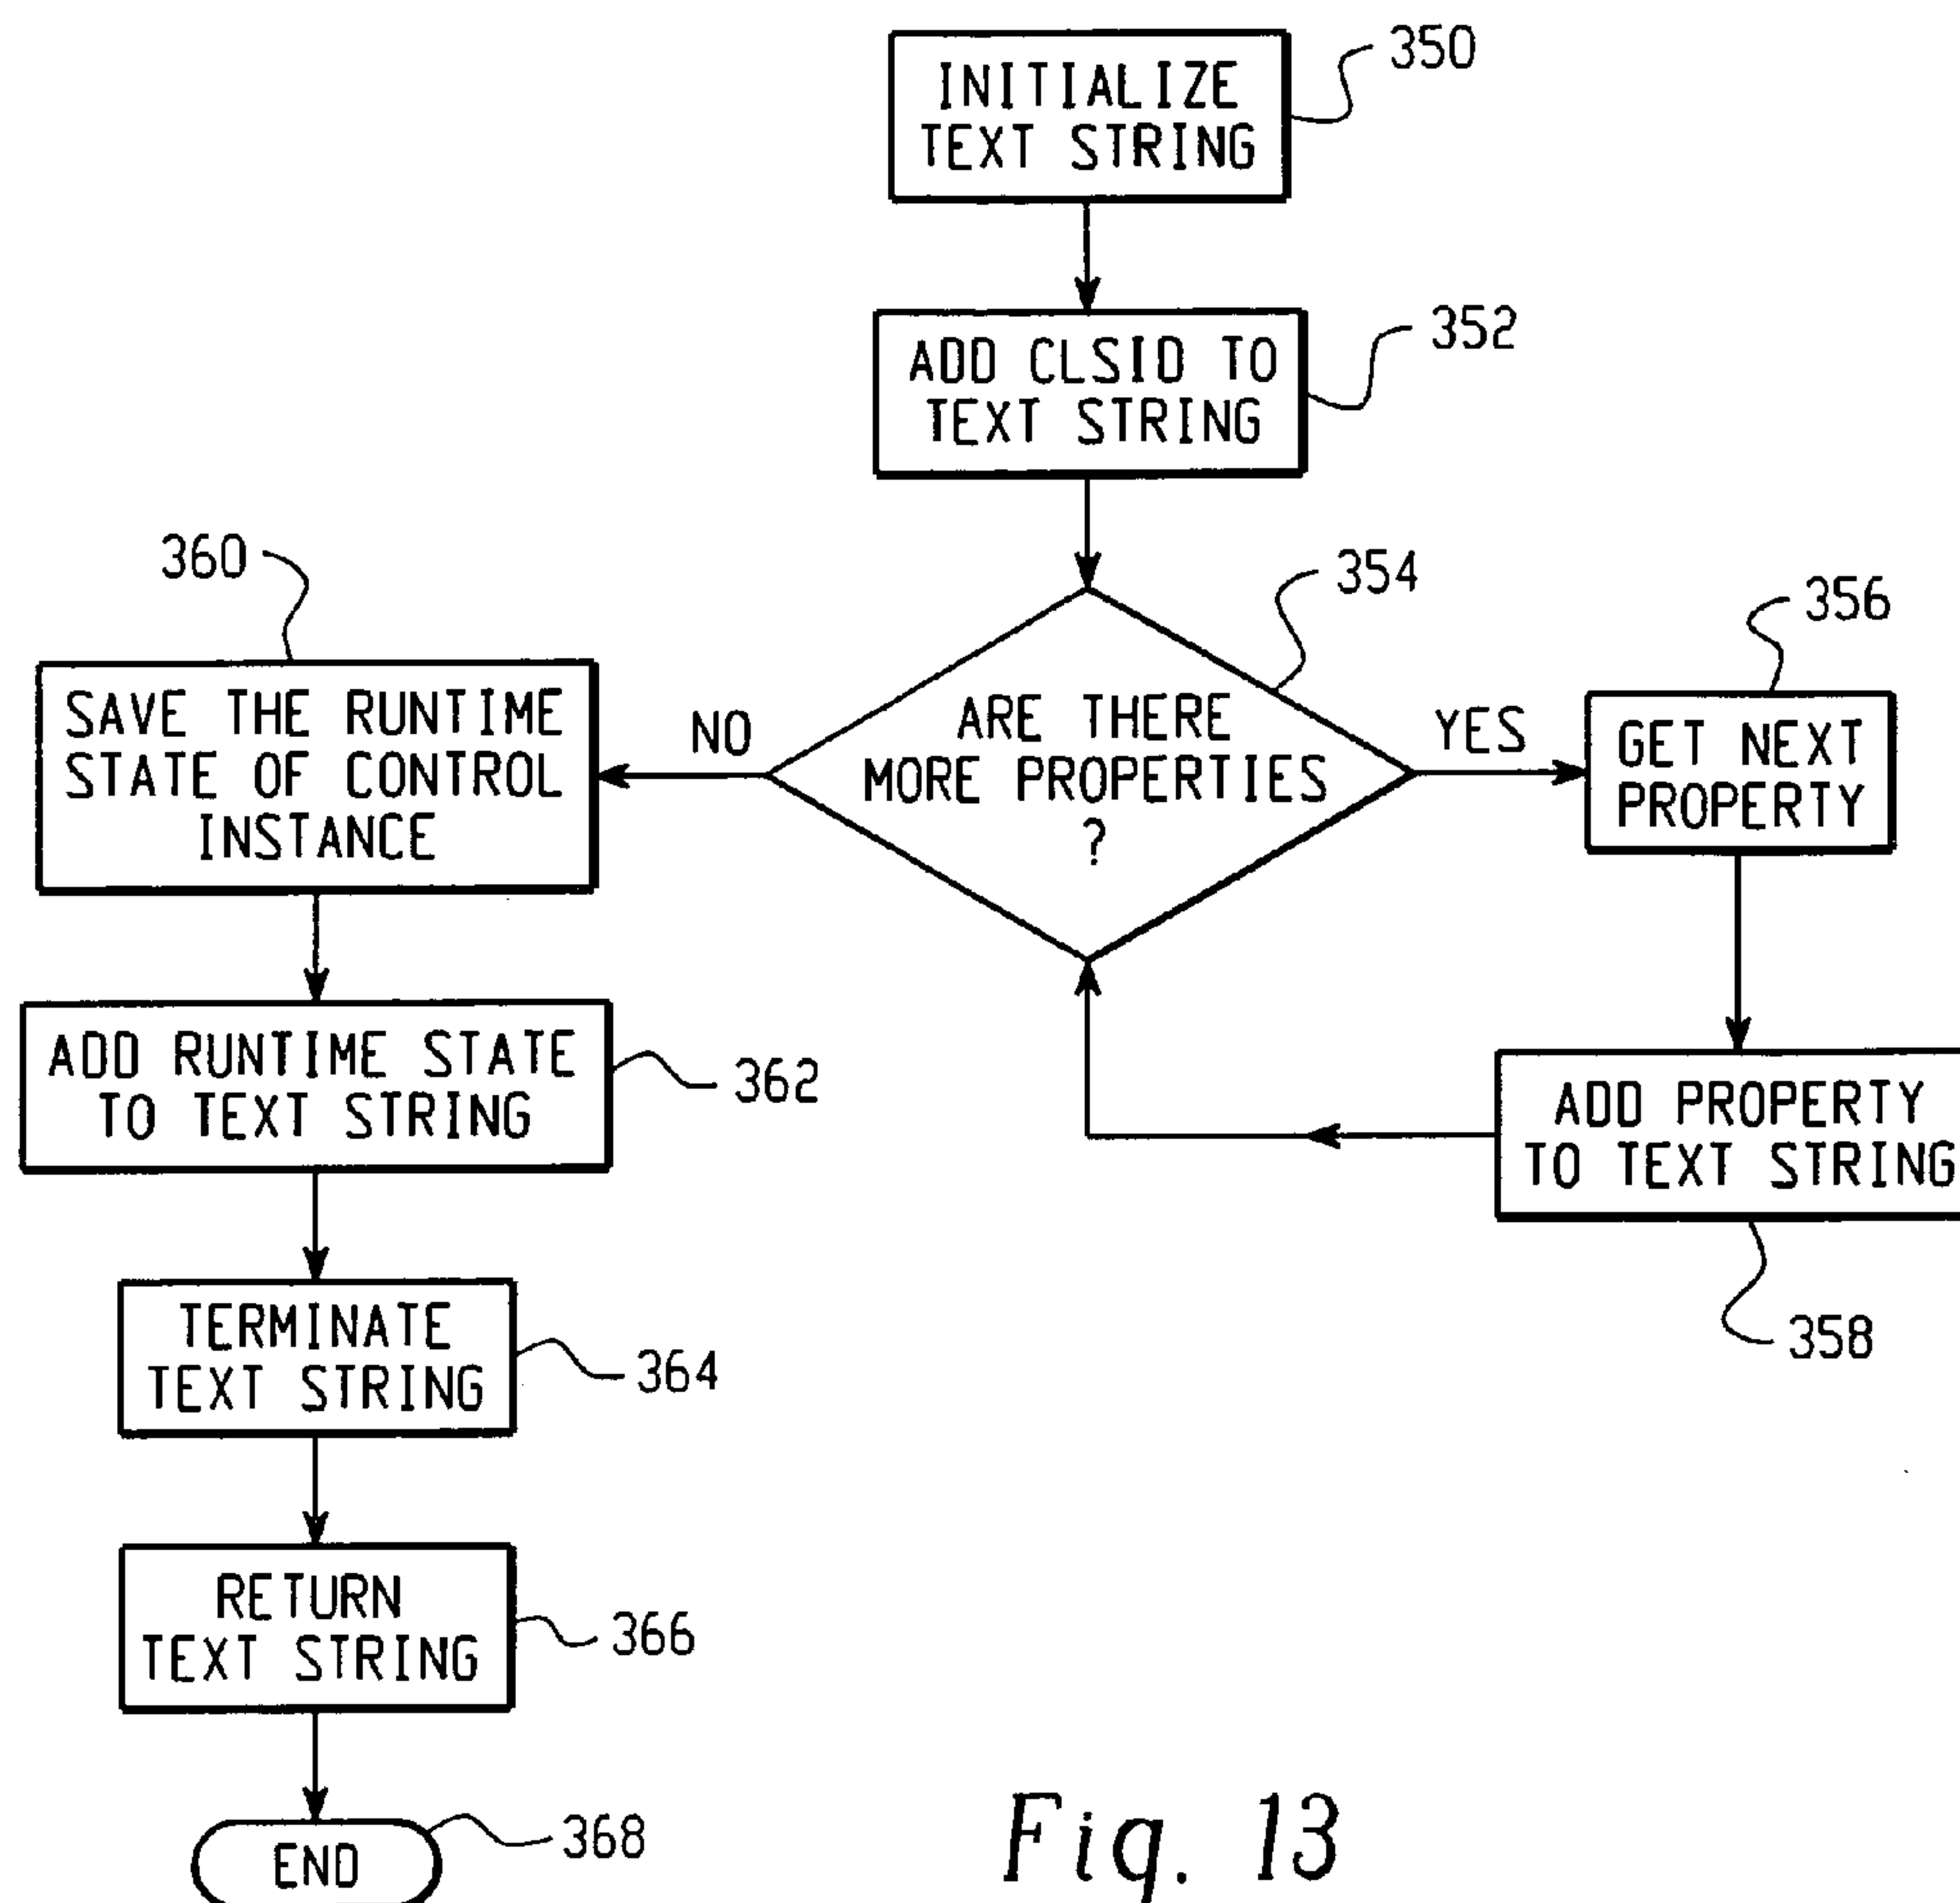 350
INITIALIZE
TEXT STRING
352
ADD CLSID TO
TEXT STRING
354
ARE THERE
MORE PROPERTIES
?
YES
356
GET NEXT
PROPERTY
ADD PROPERTY
TO TEXT STRING
358
NO
360
SAVE THE RUNTIME
STATE OF CONTROL
INSTANCE
ADD RUNTIME STATE
TO TEXT STRING
362
TERMINATE
TEXT STRING
364
RETURN
TEXT STRING
366
END
368
Fig. 13